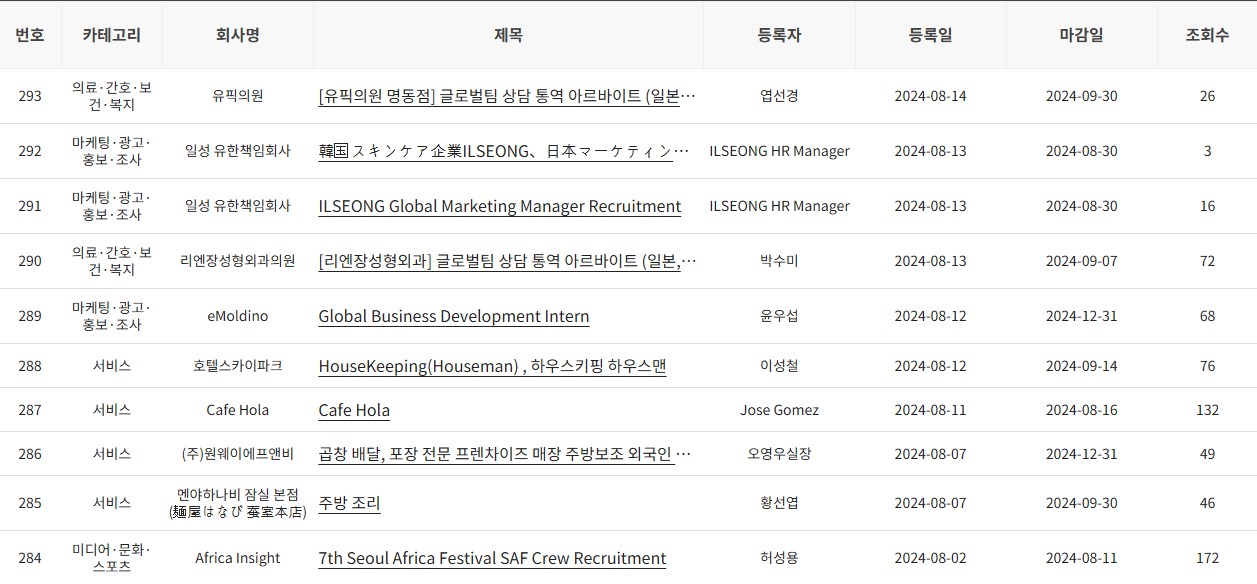 번호 카테고리 회사명 제목 등록자 등록일 마감일 조회수
293 의료·간호·보건·복지 유픽의원 [유픽의원 명동점] 글로벌팀 상담 통역 아르바이트 (일본··· 엽선경 2024-08-14 2024-09-30 26
292 마케팅·광고·홍보·조사 일성 유한책임회사 韓国スキンケア企業ILSEONG、日本マーケティン··· ILSEONG HR Manager 2024-08-13 2024-08-30 3
291 마케팅·광고·홍보·조사 일성 유한책임회사 ILSEONG Global Marketing Manager Recruitment ILSEONG HR Manager 2024-08-13 2024-08-30 16
290 의료·간호·보건·복지 리엔장성형외과의원 [리엔장성형외과] 글로벌팀 상담 통역 아르바이트 (일본,··· 박수미 2024-08-13 2024-09-07 72
289 마케팅·광고·홍보·조사 eMoldino Global Business Development Intern 윤우섭 2024-08-12 2024-12-31 68
288 서비스 호텔스카이파크 HouseKeeping(Houseman) , 하우스키핑 하우스맨 이성철 2024-08-12 2024-09-14 76
287 서비스 Cafe Hola Cafe Hola Jose Gomez 2024-08-11 2024-08-16 132
286 서비스 (주)원웨이에프앤비 곱창 배달, 포장 전문 프렌차이즈 매장 주방보조 외국인 ··· 오영우실장 2024-08-07 2024-12-31 49
285 서비스 멘야하나비 잠실 본점 (麺屋はなび 蚕室本店) 주방 조리 황선엽 2024-08-07 2024-09-30 46
284 미디어·문화·스포츠 Africa Insight 7th Seoul Africa Festival SAF Crew Recruitment 허성용 2024-08-02 2024-08-11 172